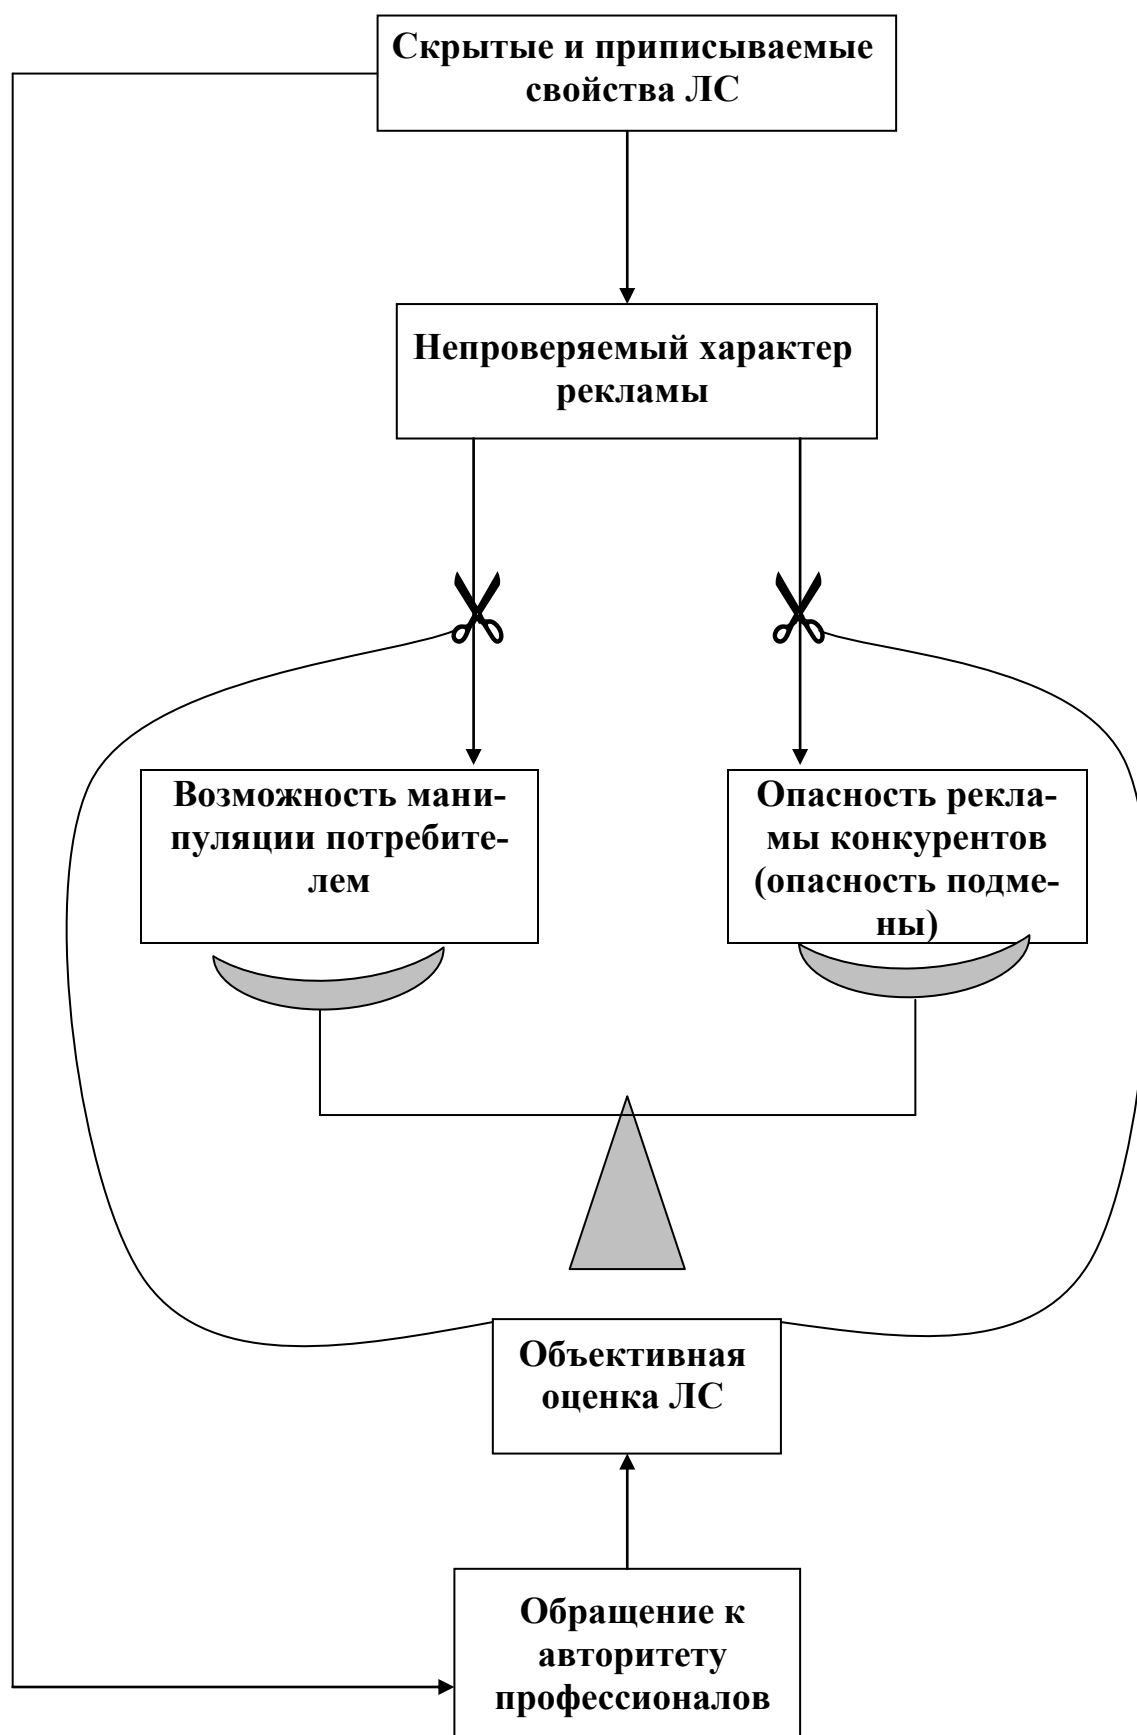 Скрытые и приписываемые
свойства ЛС
Непроверяемый характер
рекламы
Возможность мани-
пуляции потребите-
лем
Опасность рекла-
мы конкурентов
(опасность подме-
ны)
Объективная
оценка ЛС
Обращение к
авторитету
профессионалов